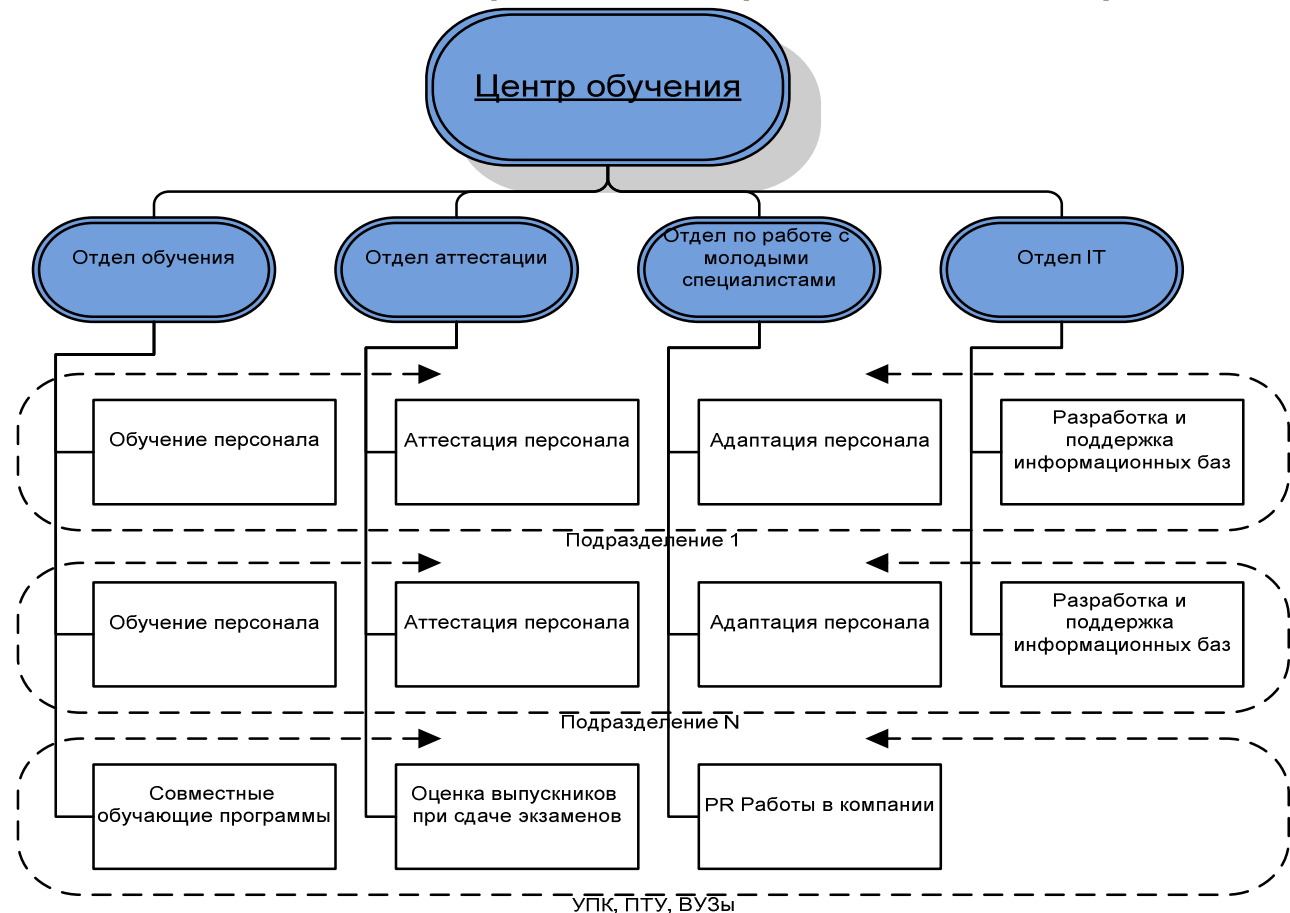 Центр обучения
Отдел обучения
Отдел аттестации
Отдел по работе с
молодыми
специалистами
Отдел IT
Обучение персонала
Аттестация персонала
Адаптация персонала
Разработка и
поддержка
информационных баз
Подразделение 1
Обучение персонала
Аттестация персонала
Адаптация персонала
Разработка и
поддержка
информационных баз
Подразделение N
Совместные
обучающие программы
Оценка выпускников
при сдаче экзаменов
PR Работы в компании
УПК, ПТУ, ВУЗы